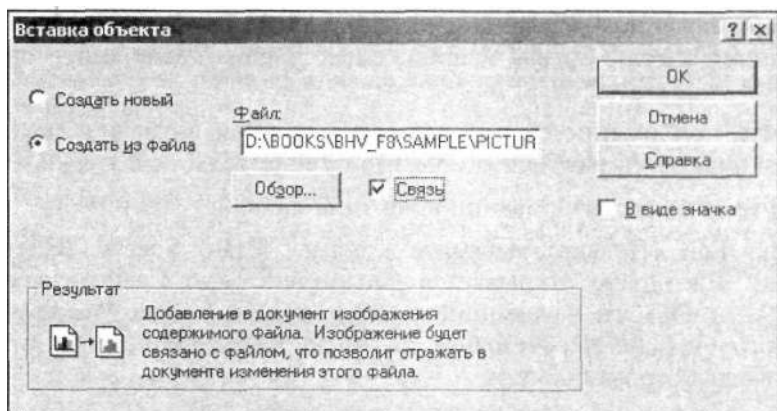 Вставка объекта
Создать новый
Создать из файла
Файл:
D:\BOOKS\BHV_F8\SAMPLE\PICTUR
Обзор...
Связь
OK
Отмена
Справка
В виде значка
Результат
Добавление в документ изображения
содержимого файла. Изображение будет
связано с файлом, что позволит отражать в
документе изменения этого файла.